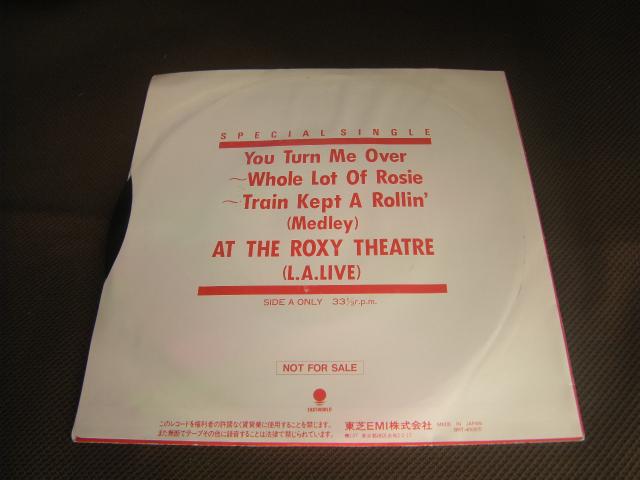 SPECIAL SINGLE
You Turn Me Over
~Whole Lot Of Rosie
~Train Kept A Rollin'
(Medley)
AT THE ROXY THEATRE
(L.A.LIVE)
SIDE A ONLY 33⅓r.p.m.
NOT FOR SALE
EASTWORLD
このレコードを権利者の許諾なく賃貸業に使用することを禁じます。
また無断でテープその他に録音することは法律で禁じられています。
東芝EMI株式会社
MADE IN JAPAN